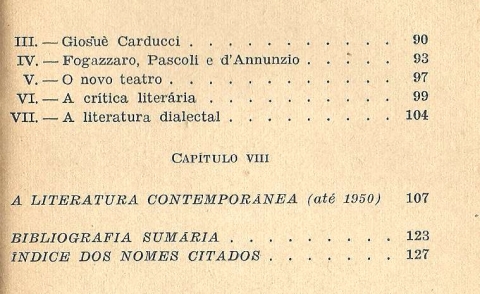 III. — Giosuè Carducci . . . . . . . . . . . 90
IV. — Fogazzaro, Pascoli e d'Annunzio . . . . . 93
V. — O novo teatro . . . . . . . . . . . . 97
VI. — A crítica literária . . . . . . . . . . 99
VII. — A literatura dialectal . . . . . . . . . 104
CAPÍTULO VIII
A LITERATURA CONTEMPORÂNEA (até 1950) 107
BIBLIOGRAFIA SUMÁRIA . . . . . . . . . 123
ÍNDICE DOS NOMES CITADOS . . . . . . . 127